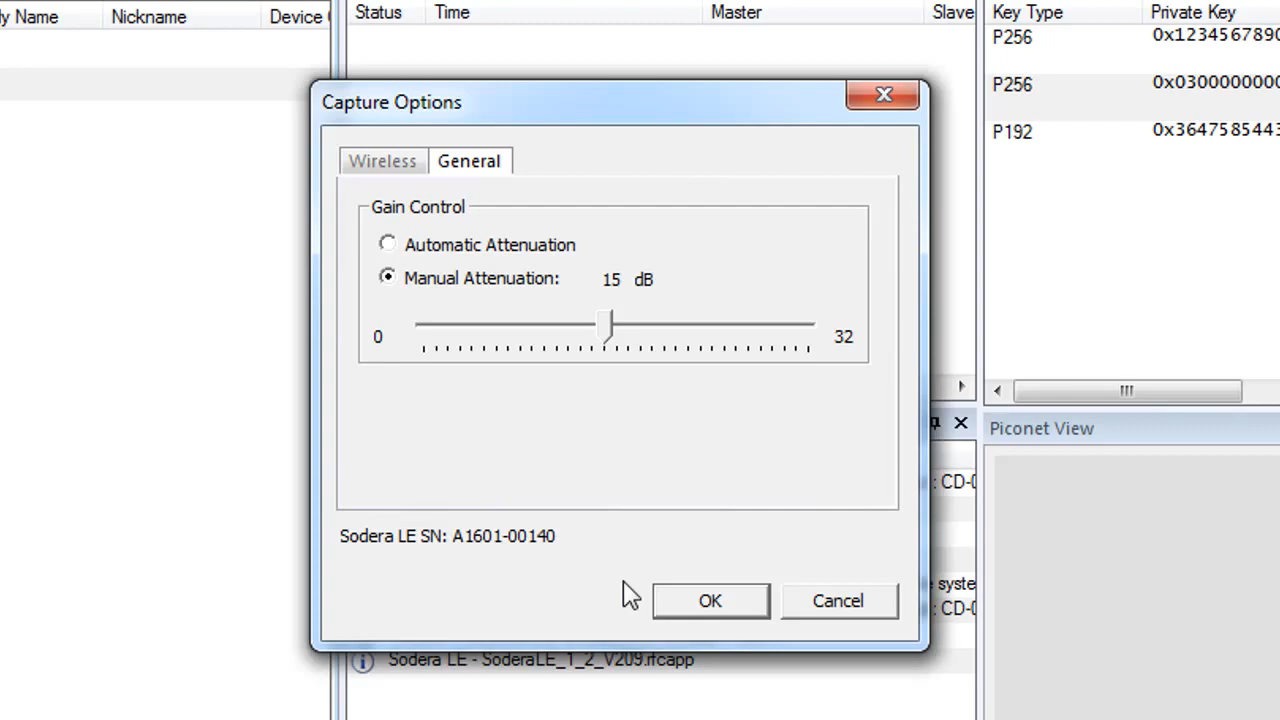 ly Name Nickname Device
Status Time Master Slave
Key Type Private Key
P256 0x1234567890
P256 0x0300000000
P192 0x3647585443
Capture Options
Wireless General
Gain Control
Automatic Attenuation
Manual Attenuation: 15 dB
0 32
Sodera LE SN: A1601-00140
OK Cancel
Piconet View
: CD-0
e syste
: CD-0
Sodera LE - SoderaLE_1_2_V209.rfcapp